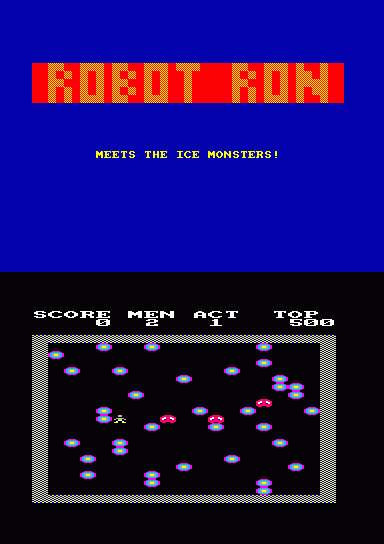 ROBOT RON
MEETS THE ICE MONSTERS!
SCORE MEN ACT TOP
0 2 1 500